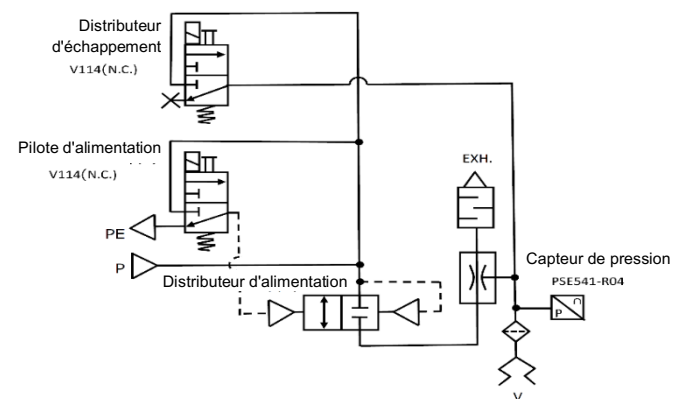 Distributeur
d'échappement
V114(N.C.)
Pilote d'alimentation
V114(N.C.)
EXH.
PE
P
Distributeur d'alimentation
Capteur de pression
PSE541-R04
P
V